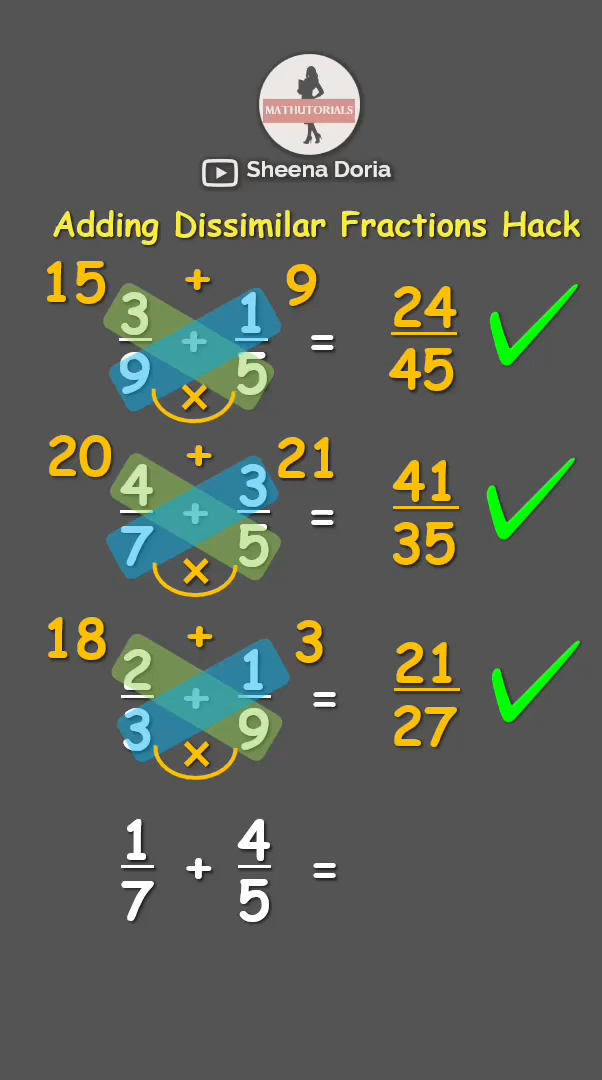 MATHUTORIALS
Sheena Doria
Adding Dissimilar Fractions Hack
15 + 9
3/9 + 1/5 = 24/45
×
20 + 21
4/7 + 3/5 = 41/35
×
18 + 3
2/3 + 1/9 = 21/27
×
1/7 + 4/5 =